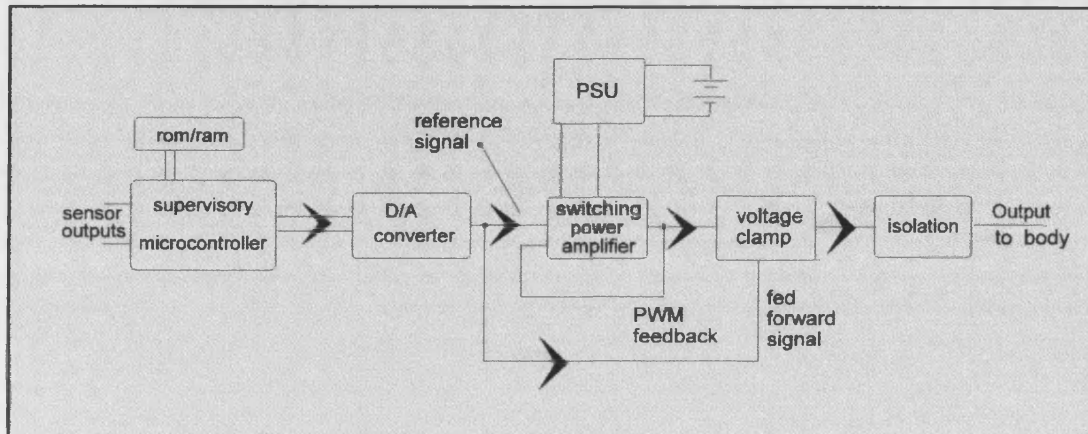 PSU
reference
signal
rom/ram
sensor
outputs
supervisory
microcontroller
D/A
converter
switching
power
amplifier
voltage
clamp
isolation
Output
to body
PWM
feedback
fed
forward
signal